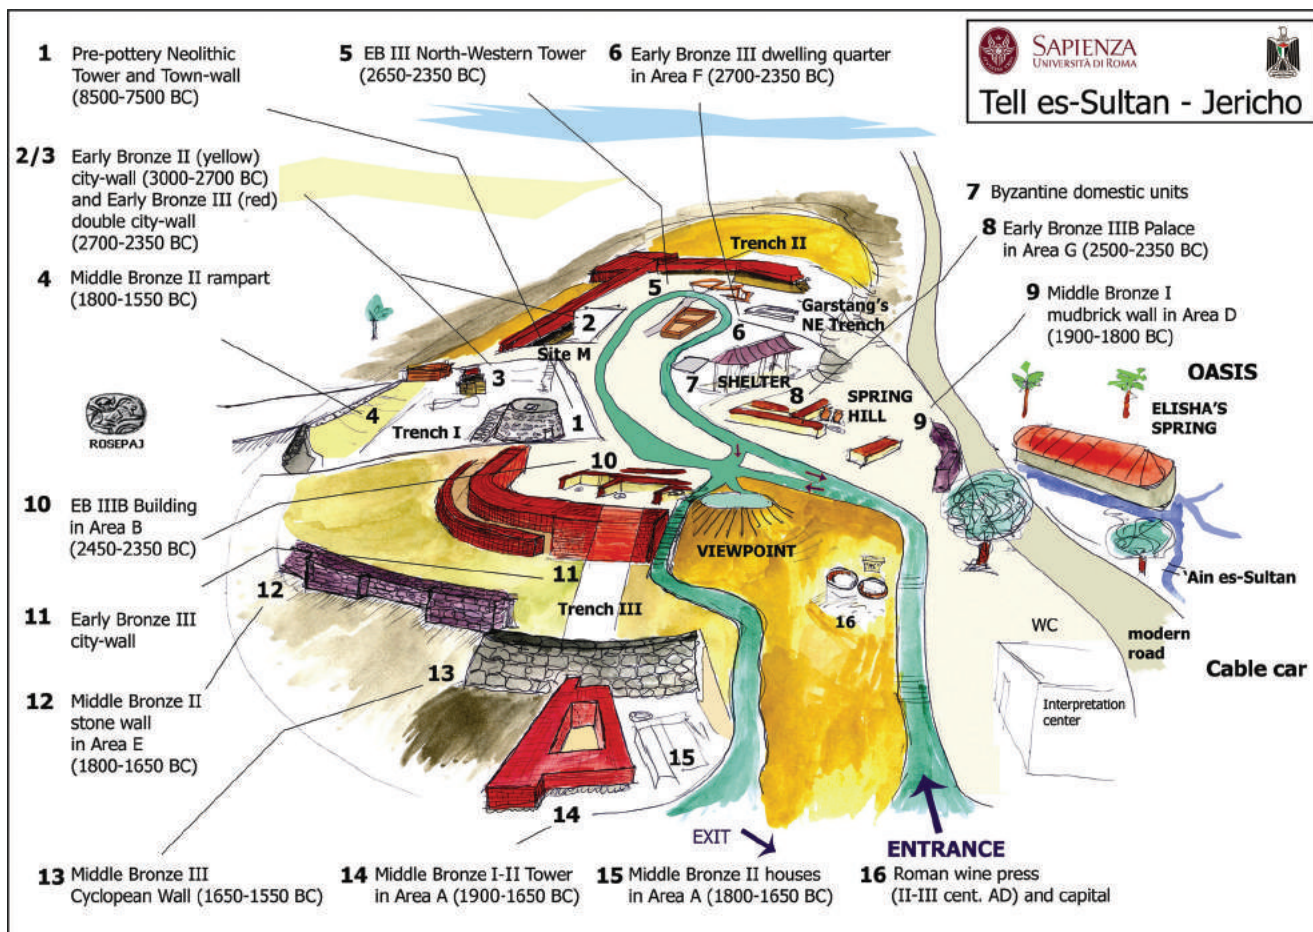 1 Pre-pottery Neolithic
Tower and Town-wall
(8500-7500 BC)
5 EB III North-Western Tower
(2650-2350 BC)
6 Early Bronze III dwelling quarter
in Area F (2700-2350 BC)
SAPIENZA
UNIVERSITÀ DI ROMA
Tell es-Sultan - Jericho
2/3 Early Bronze II (yellow)
city-wall (3000-2700 BC)
and Early Bronze III (red)
double city-wall
(2700-2350 BC)
4 Middle Bronze II rampart
(1800-1550 BC)
7 Byzantine domestic units
8 Early Bronze IIIB Palace
in Area G (2500-2350 BC)
9 Middle Bronze I
mudbrick wall in Area D
(1900-1800 BC)
Trench II
5
Garstang's
NE Trench
2
6
Site M
7
SHELTER
3
8
SPRING
HILL
OASIS
ELISHA'S
SPRING
4
Trench I
1
9
ROSEPAJ
10
10 EB IIIB Building
in Area B
(2450-2350 BC)
VIEWPOINT
'Ain es-Sultan
11
12
Trench III
16
11 Early Bronze III
city-wall
WC
modern
road
Cable car
13
Interpretation
center
12 Middle Bronze II
stone wall
in Area E
(1800-1650 BC)
15
14
EXIT
ENTRANCE
13 Middle Bronze III
Cyclopean Wall (1650-1550 BC)
14 Middle Bronze I-II Tower
in Area A (1900-1650 BC)
15 Middle Bronze II houses
in Area A (1800-1650 BC)
16 Roman wine press
(II-III cent. AD) and capital